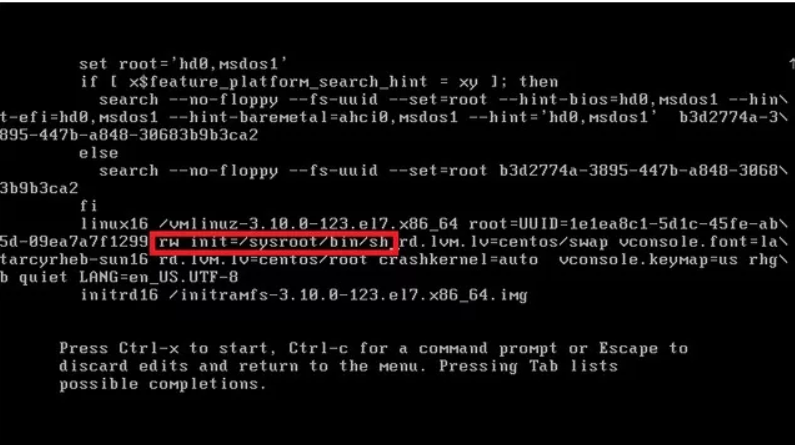 set root='hd0,msdos1'
if [ x$feature_platform_search_hint = xy ]; then
search --no-floppy --fs-uuid --set=root --hint-bios=hd0,msdos1 --hin\
t-efi=hd0,msdos1 --hint-baremetal=ahci0,msdos1 --hint='hd0,msdos1'  b3d2774a-3\
895-447b-a848-30683b9b3ca2
else
search --no-floppy --fs-uuid --set=root b3d2774a-3895-447b-a848-3068\
3b9b3ca2
fi
linux16 /vmlinuz-3.10.0-123.el7.x86_64 root=UUID=1e1ea8c1-5d1c-45fe-ab\
5d-09ea7a7f1299 rw init=/sysroot/bin/sh rd.lvm.lv=centos/swap vconsole.font=la\
tarcyrheb-sun16 rd.lvm.lv=centos/root crashkernel=auto  vconsole.keymap=us rhg\
b quiet LANG=en_US.UTF-8
initrd16 /initramfs-3.10.0-123.el7.x86_64.img
Press Ctrl-x to start, Ctrl-c for a command prompt or Escape to
discard edits and return to the menu. Pressing Tab lists
possible completions.